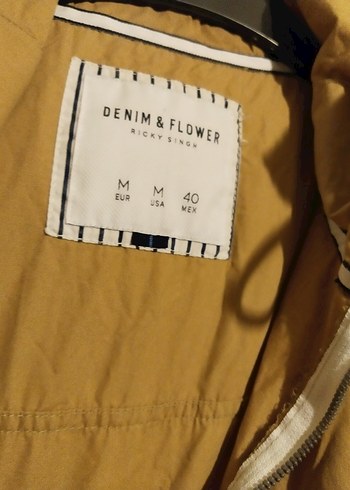 DENIM & FLOWER
RICKY SINGH
M M 40
EUR USA MEX